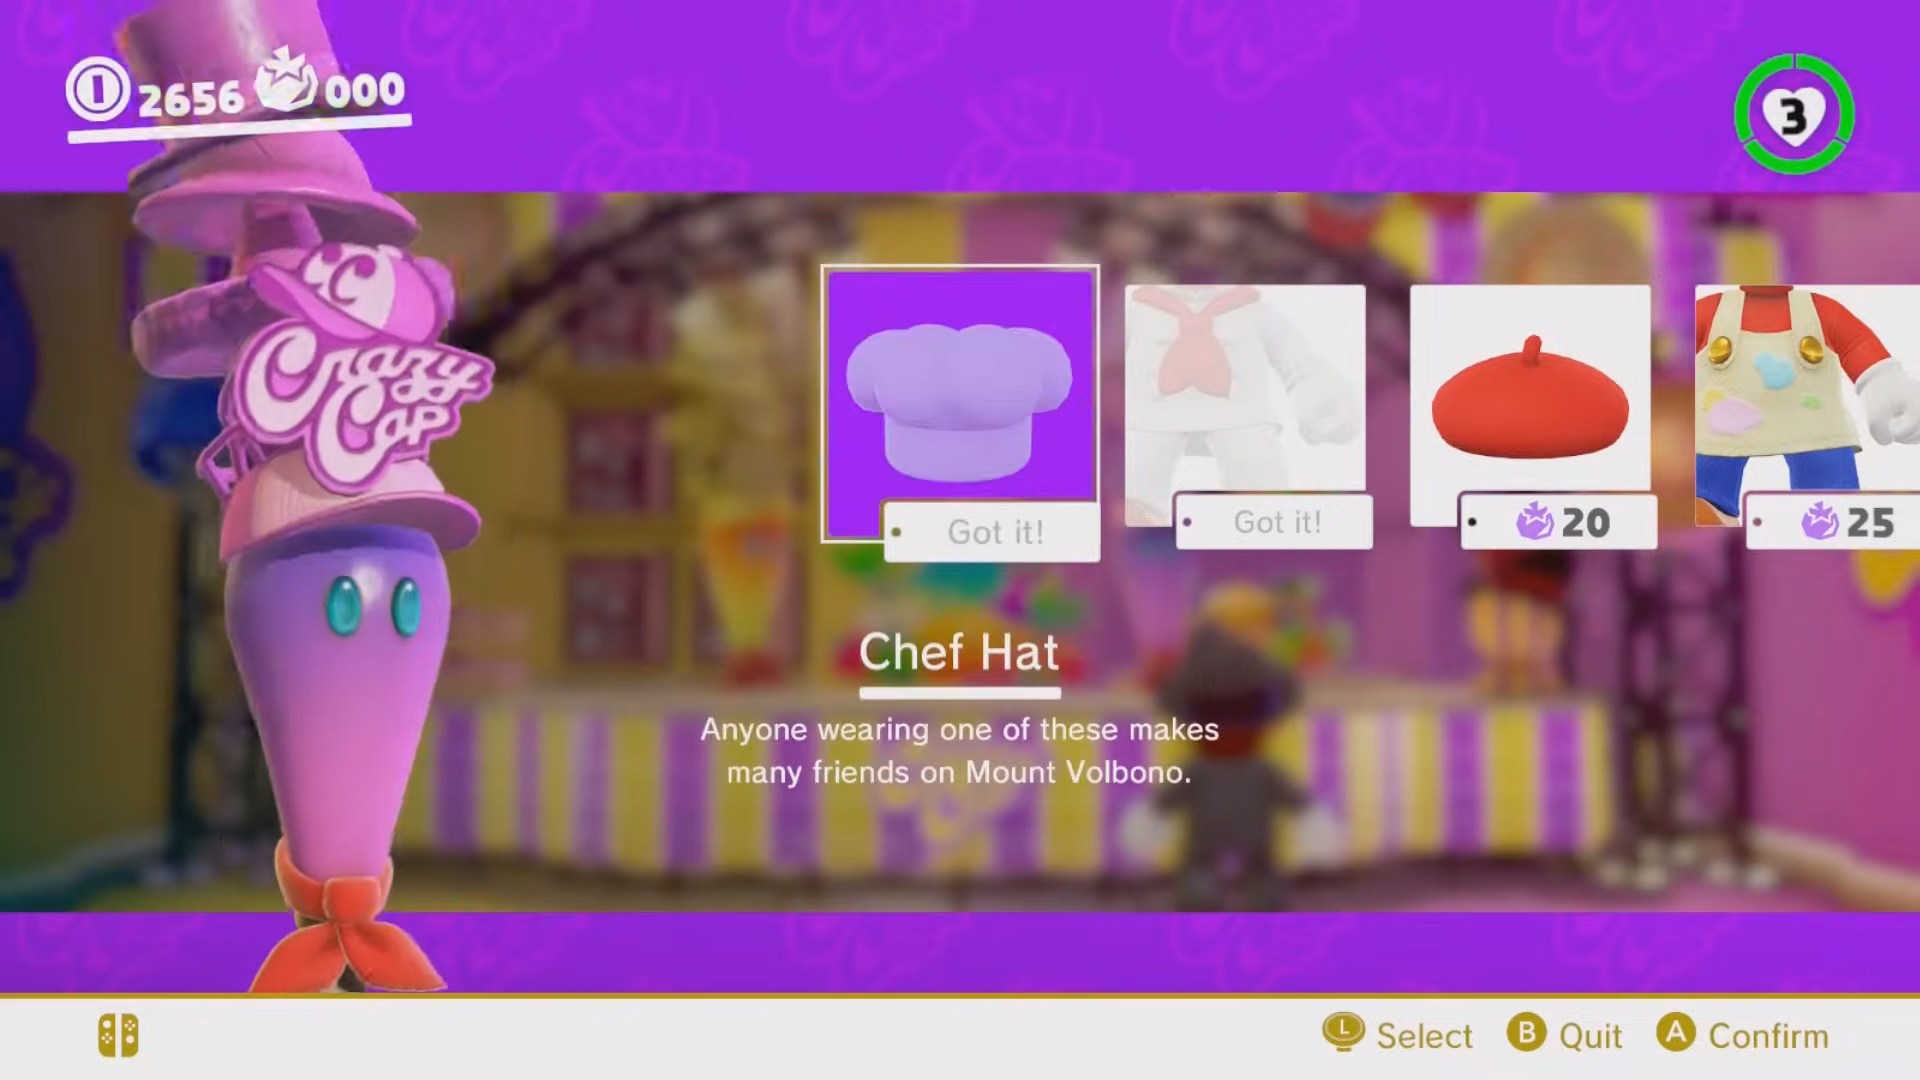 2656 000
3
CC
Crazy
Cap
Got it!
Got it!
20
25
Chef Hat
Anyone wearing one of these makes
many friends on Mount Volbono.
L Select B Quit A Confirm